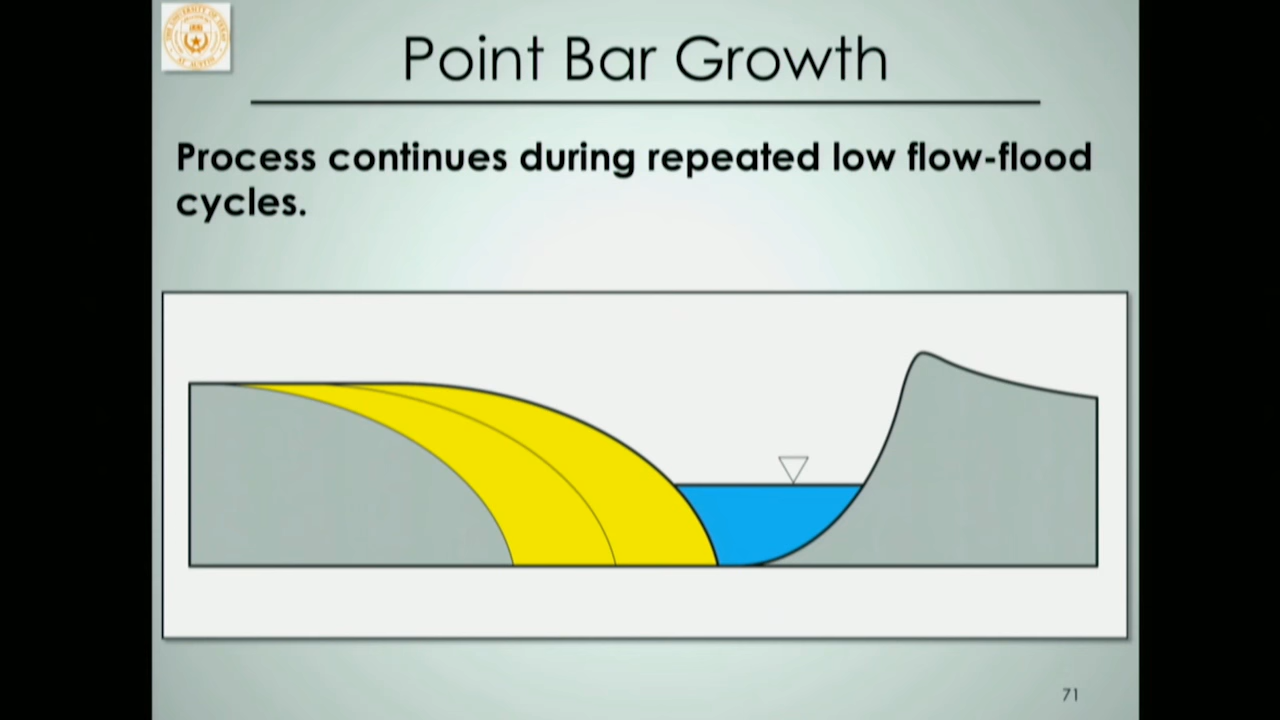 Point Bar Growth
Process continues during repeated low flow-flood
cycles.
71